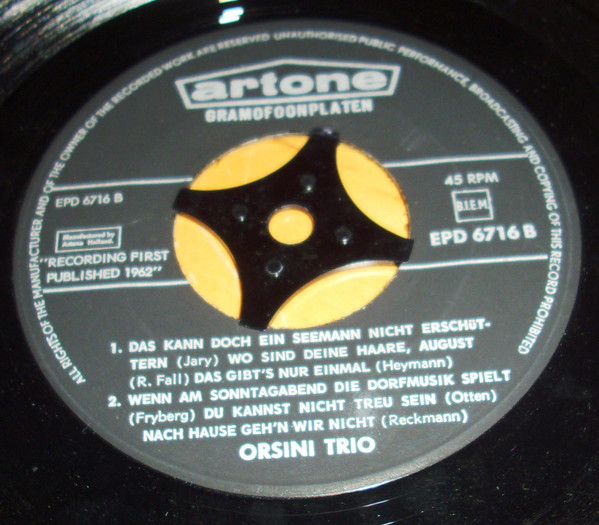 ALL RIGHTS OF THE MANUFACTURER AND OF THE OWNER OF THE RECORDED WORK ARE RESERVED UNAUTHORISED PUBLIC PERFORMANCE, BROADCASTING AND COPYING OF THIS RECORD PROHIBITED
artone
GRAMOFOONPLATEN
EPD 6716 B
Manufactured by
Artone Holland
"RECORDING FIRST
PUBLISHED 1962"
45 RPM
B.I.E.M.
EPD 6716 B
1. DAS KANN DOCH EIN SEEMANN NICHT ERSCHÜT-
TERN (Jary) WO SIND DEINE HAARE, AUGUST
(R. Fall) DAS GIBT'S NUR EINMAL (Heymann)
2. WENN AM SONNTAGABEND DIE DORFMUSIK SPIELT
(Fryberg) DU KANNST NICHT TREU SEIN (Otten)
NACH HAUSE GEH'N WIR NICHT (Reckmann)
ORSINI TRIO